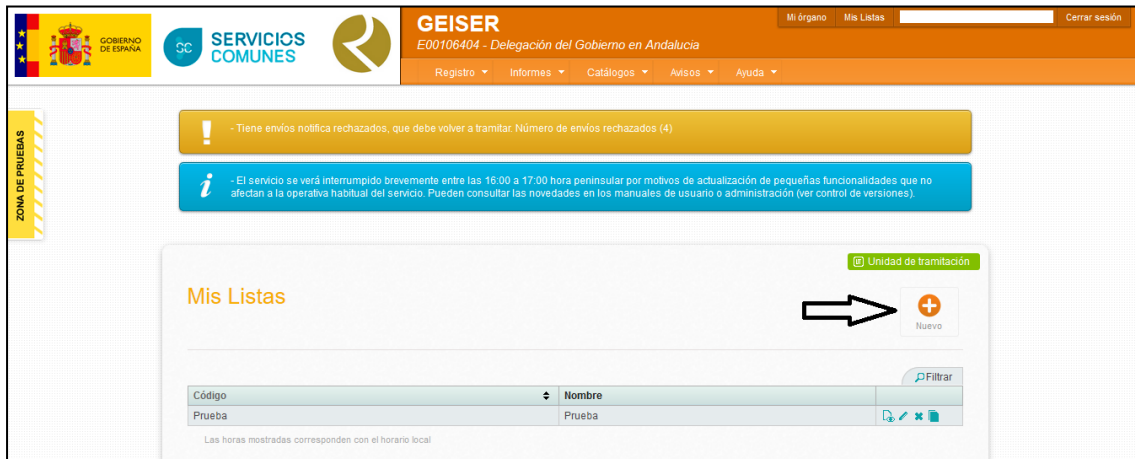 GOBIERNO
DE ESPAÑA
SERVICIOS
COMUNES
SC
GEISER
E00106404 - Delegación del Gobierno en Andalucia
Mi órgano Mis Listas Cerrar sesión
Registro Informes Catálogos Avisos Ayuda
ZONA DE PRUEBAS
- Tiene envíos notifica rechazados, que debe volver a tramitar. Número de envíos rechazados (4)
- El servicio se verá interrumpido brevemente entre las 16:00 a 17:00 hora peninsular por motivos de actualización de pequeñas funcionalidades que no
afectan a la operativa habitual del servicio. Pueden consultar las novedades en los manuales de usuario o administración (ver control de versiones).
Unidad de tramitación
Mis Listas
Nuevo
Filtrar
Código Nombre
Prueba Prueba
Las horas mostradas corresponden con el horario local